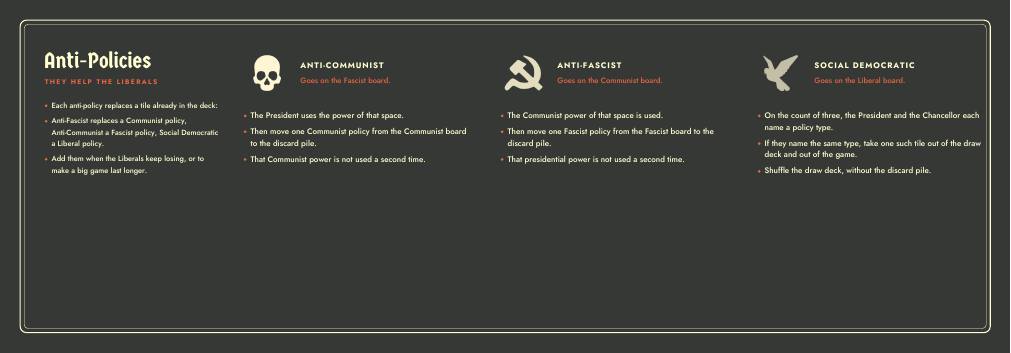 Anti-Policies
THEY HELP THE LIBERALS
• Each anti-policy replaces a tile already in the deck:
• Anti-Fascist replaces a Communist policy,
Anti-Communist a Fascist policy, Social Democratic
a Liberal policy.
• Add them when the Liberals keep losing, or to
make a big game last longer.
ANTI-COMMUNIST
Goes on the Fascist board.
• The President uses the power of that space.
• Then move one Communist policy from the Communist board
to the discard pile.
• That Communist power is not used a second time.
ANTI-FASCIST
Goes on the Communist board.
• The Communist power of that space is used.
• Then move one Fascist policy from the Fascist board to the
discard pile.
• That presidential power is not used a second time.
SOCIAL DEMOCRATIC
Goes on the Liberal board.
• On the count of three, the President and the Chancellor each
name a policy type.
• If they name the same type, take one such tile out of the draw
deck and out of the game.
• Shuffle the draw deck, without the discard pile.